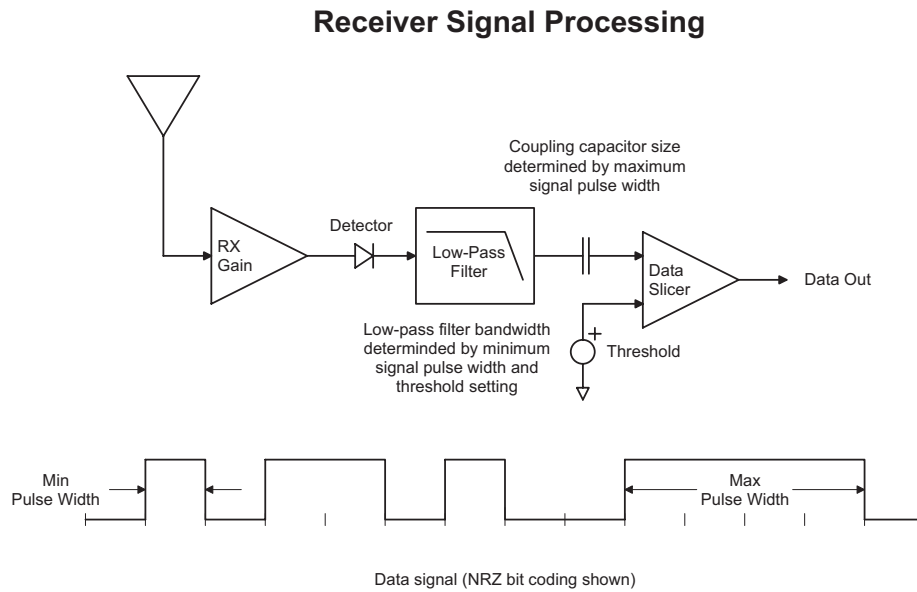 Receiver Signal Processing
Coupling capacitor size
determined by maximum
signal pulse width
Detector
RX
Gain
Low-Pass
Filter
Data
Slicer
Data Out
Low-pass filter bandwidth
determinded by minimum
signal pulse width and
threshold setting
+
Threshold
Min
Pulse Width
Max
Pulse Width
Data signal (NRZ bit coding shown)